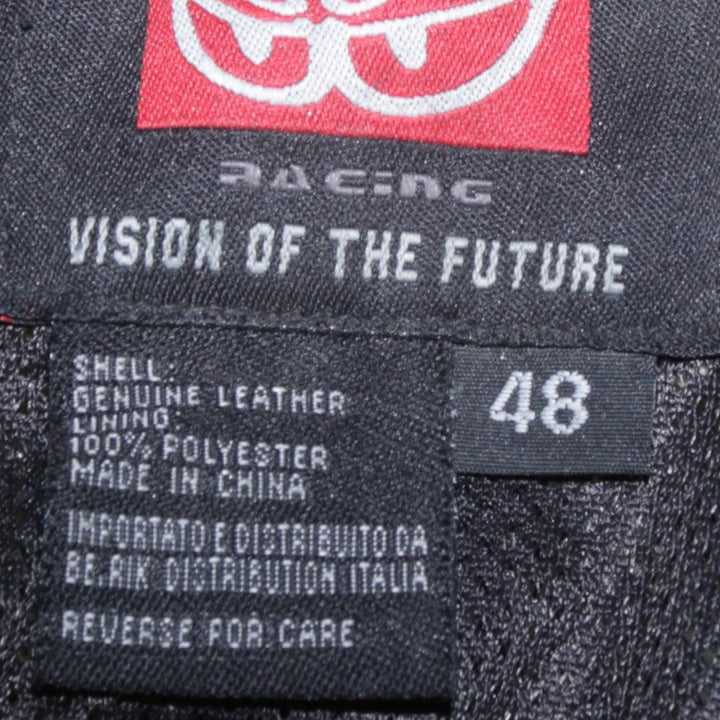 RACING
VISION OF THE FUTURE
SHELL:
GENUINE LEATHER
LINING:
100% POLYESTER
MADE IN CHINA
IMPORTATO E DISTRIBUITO DA
BE.RIK DISTRIBUTION ITALIA
REVERSE FOR CARE
48